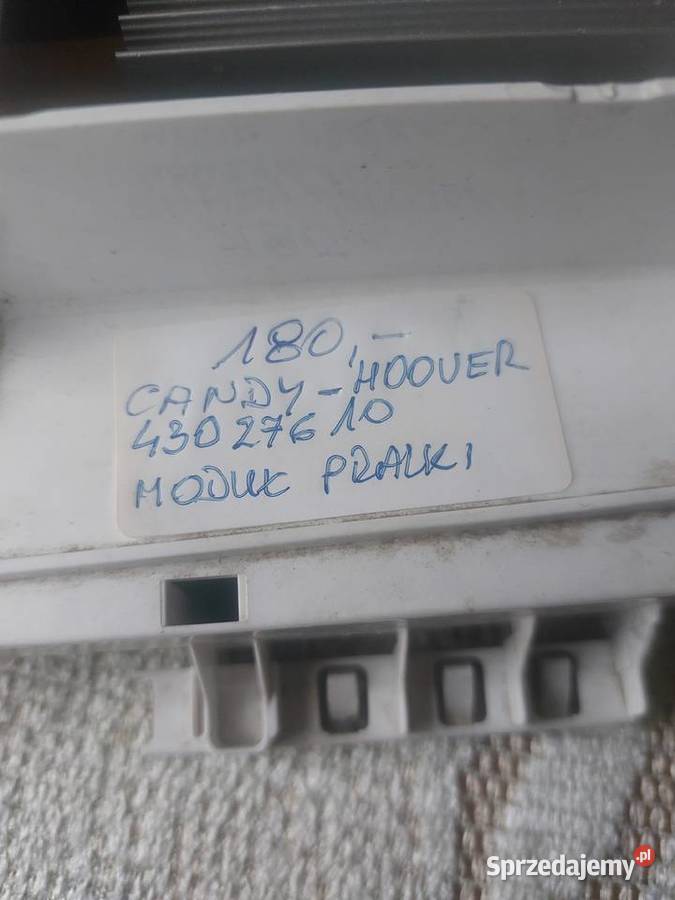 180,-
CANDY-HOOVER
43027610
MODUŁ PRALKI
Sprzedajemy.pl